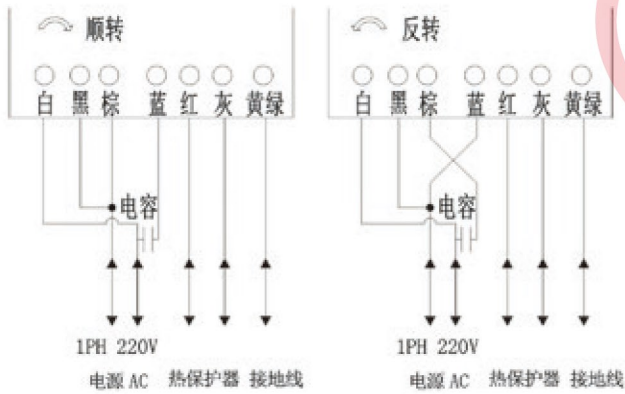 顺转
白 黑 棕 蓝 红 灰 黄绿
电容
1PH 220V
电源 AC 热保护器 接地线
反转
白 黑 棕 蓝 红 灰 黄绿
电容
1PH 220V
电源 AC 热保护器 接地线